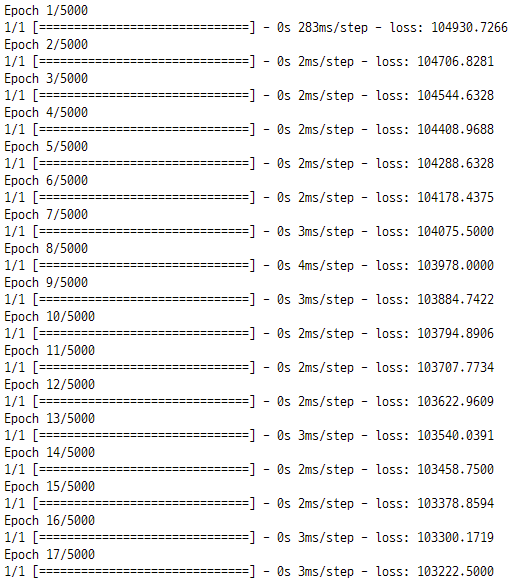 Epoch 1/5000
1/1 [==============================] - 0s 283ms/step - loss: 104930.7266
Epoch 2/5000
1/1 [==============================] - 0s 2ms/step - loss: 104706.8281
Epoch 3/5000
1/1 [==============================] - 0s 2ms/step - loss: 104544.6328
Epoch 4/5000
1/1 [==============================] - 0s 2ms/step - loss: 104408.9688
Epoch 5/5000
1/1 [==============================] - 0s 2ms/step - loss: 104288.6328
Epoch 6/5000
1/1 [==============================] - 0s 2ms/step - loss: 104178.4375
Epoch 7/5000
1/1 [==============================] - 0s 3ms/step - loss: 104075.5000
Epoch 8/5000
1/1 [==============================] - 0s 4ms/step - loss: 103978.0000
Epoch 9/5000
1/1 [==============================] - 0s 3ms/step - loss: 103884.7422
Epoch 10/5000
1/1 [==============================] - 0s 2ms/step - loss: 103794.8906
Epoch 11/5000
1/1 [==============================] - 0s 2ms/step - loss: 103707.7734
Epoch 12/5000
1/1 [==============================] - 0s 2ms/step - loss: 103622.9609
Epoch 13/5000
1/1 [==============================] - 0s 3ms/step - loss: 103540.0391
Epoch 14/5000
1/1 [==============================] - 0s 2ms/step - loss: 103458.7500
Epoch 15/5000
1/1 [==============================] - 0s 2ms/step - loss: 103378.8594
Epoch 16/5000
1/1 [==============================] - 0s 3ms/step - loss: 103300.1719
Epoch 17/5000
1/1 [==============================] - 0s 3ms/step - loss: 103222.5000